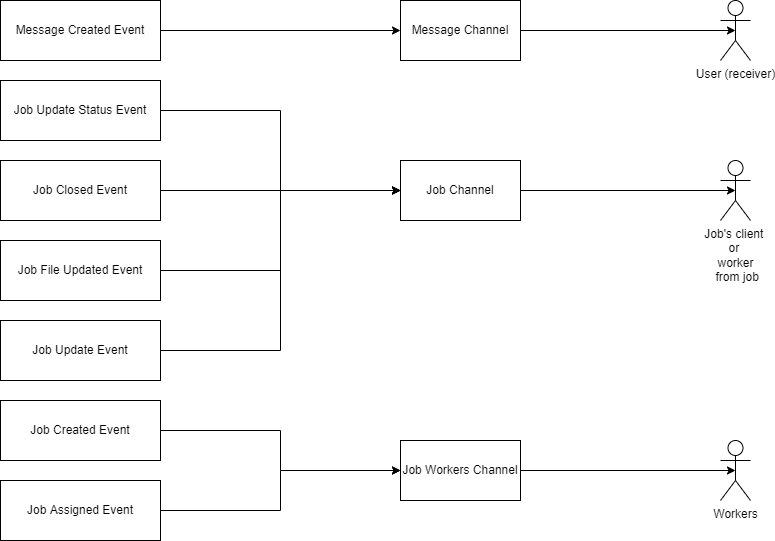 Message Created Event
Message Channel
User (receiver)
Job Update Status Event
Job Closed Event
Job Channel
Job's client
or
worker
from job
Job File Updated Event
Job Update Event
Job Created Event
Job Workers Channel
Workers
Job Assigned Event